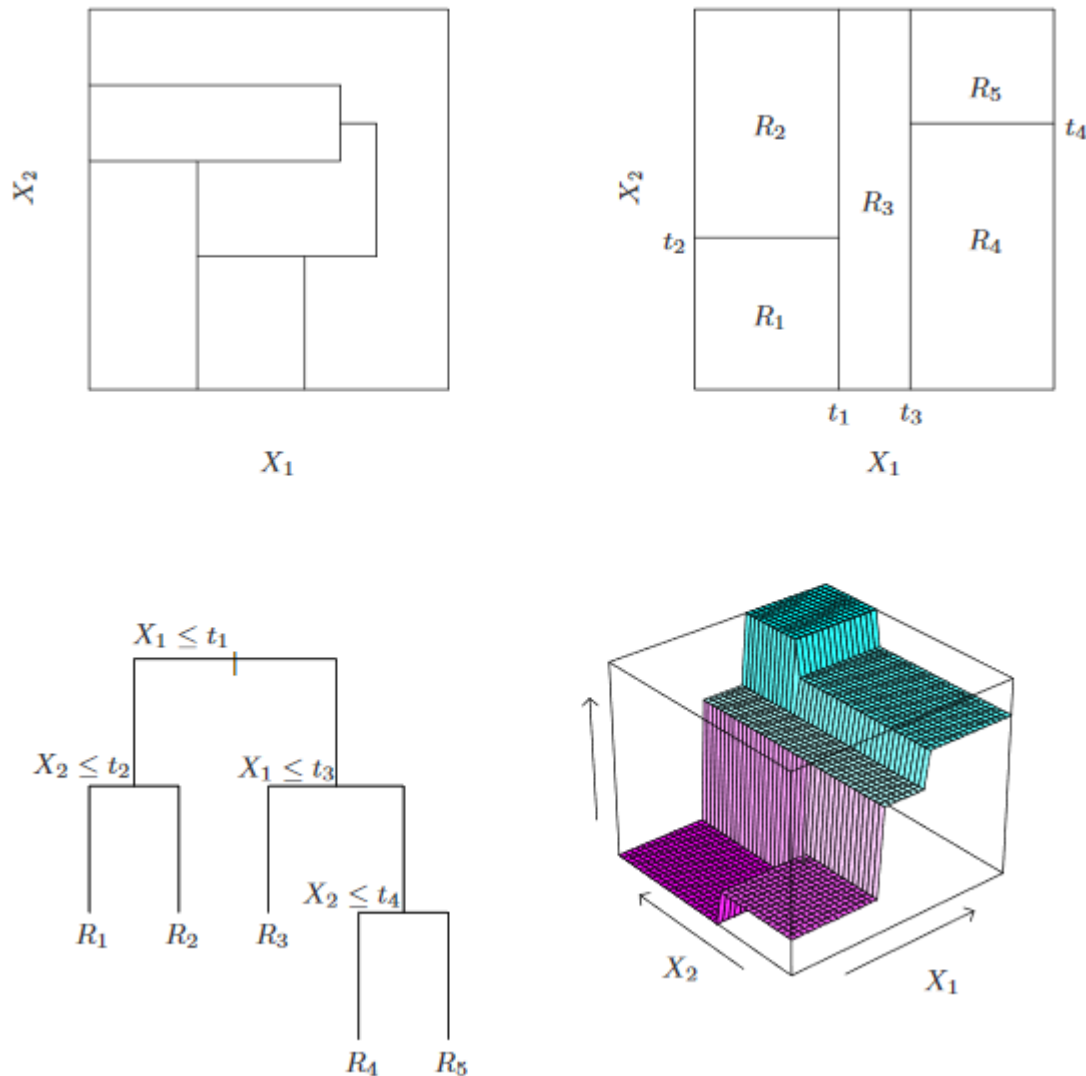 X₂
X₁
R₅
R₂
t₄
X₂
R₃
R₄
t₂
R₁
t₁ t₃
X₁
X₁ ≤ t₁
X₂ ≤ t₂ X₁ ≤ t₃
X₂ ≤ t₄
R₁ R₂ R₃
R₄ R₅
X₂ X₁